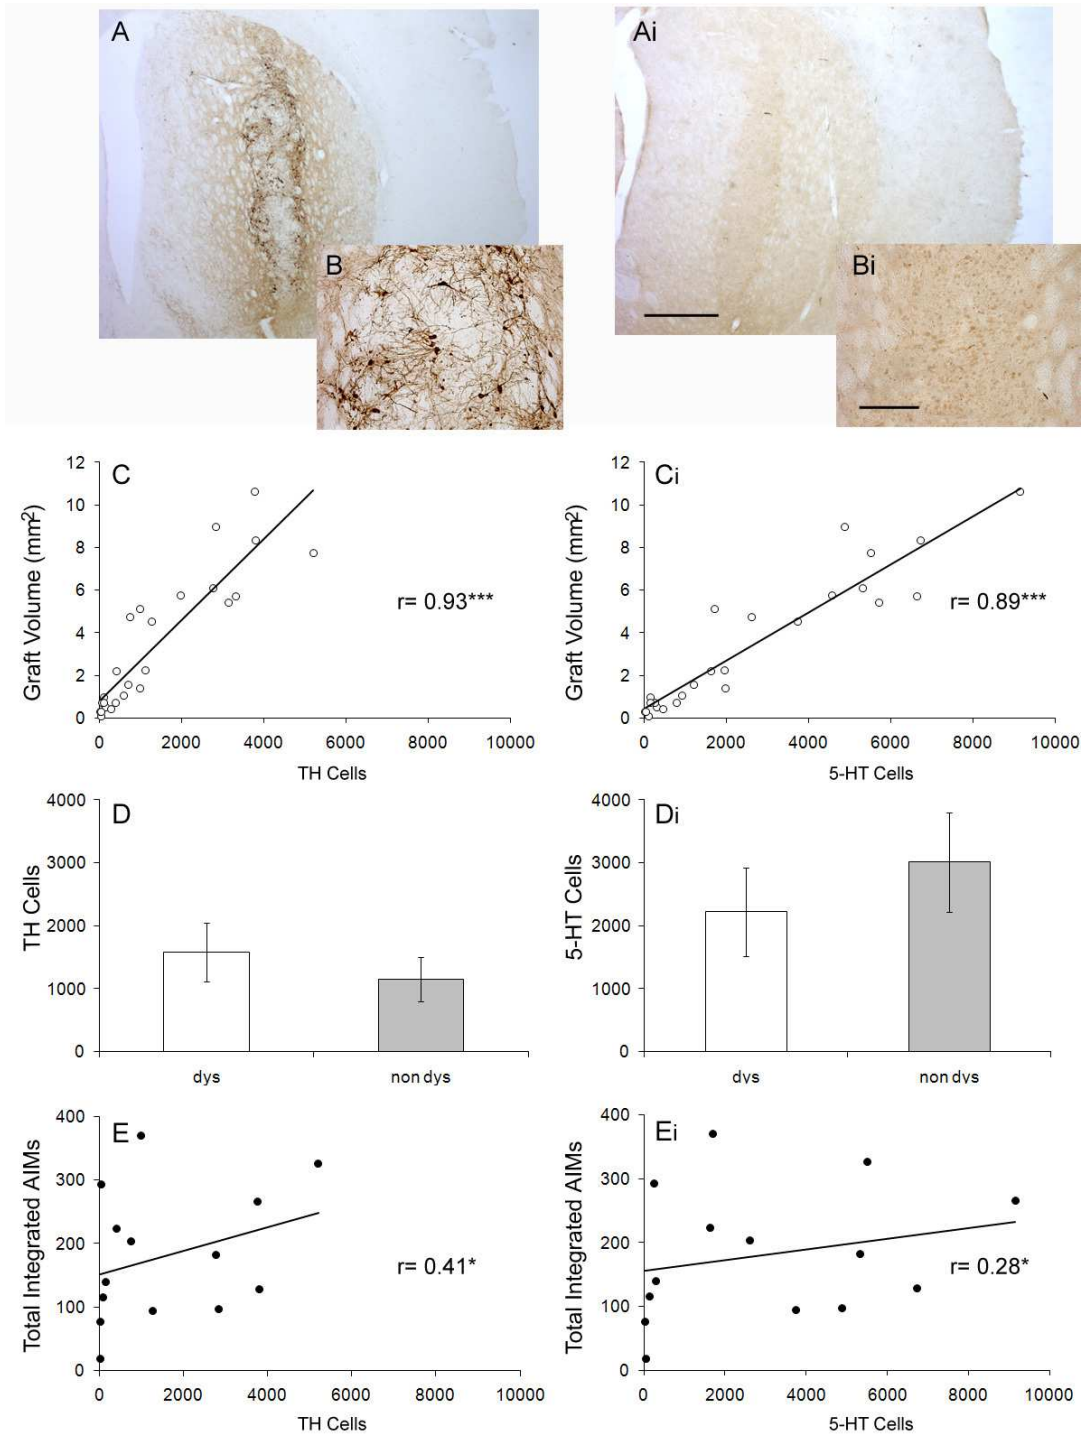 A
Ai
B
Bi
C
Graft Volume (mm²)
12
10
8
6
4
2
0
r= 0.93***
0 2000 4000 6000 8000 10000
TH Cells
Ci
Graft Volume (mm²)
12
10
8
6
4
2
0
r= 0.89***
0 2000 4000 6000 8000 10000
5-HT Cells
D
TH Cells
4000
3000
2000
1000
0
dys non dys
Di
5-HT Cells
4000
3000
2000
1000
0
dys non dys
E
Total Integrated AIMs
400
300
200
100
0
r= 0.41*
0 2000 4000 6000 8000 10000
TH Cells
Ei
Total Integrated AIMs
400
300
200
100
0
r= 0.28*
0 2000 4000 6000 8000 10000
5-HT Cells